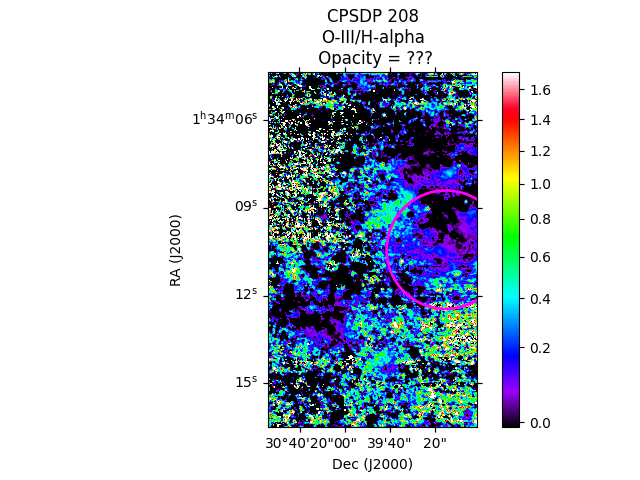 CPSDP 208
O-III/H-alpha
Opacity = ???
1h34m06s
09s
12s
15s
RA (J2000)
30°40'20"00" 39'40" 20"
Dec (J2000)
1.6
1.4
1.2
1.0
0.8
0.6
0.4
0.2
0.0